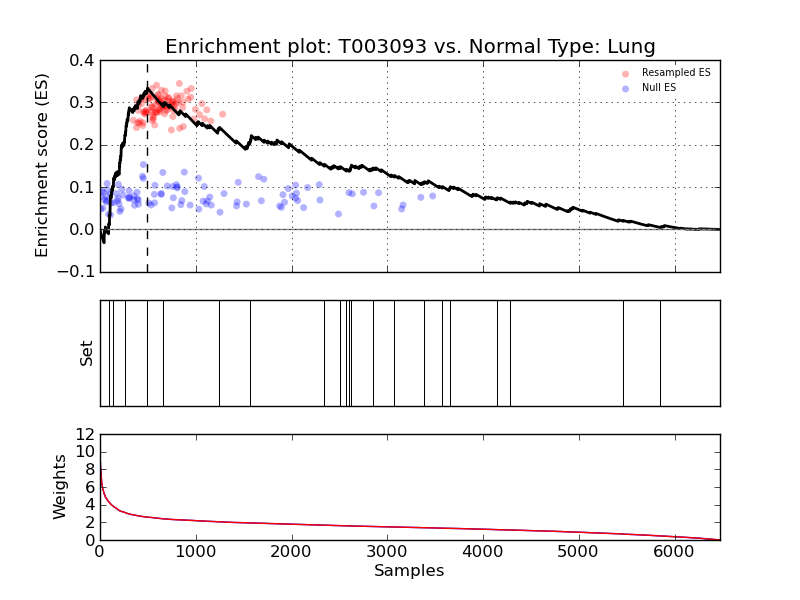 Enrichment plot: T003093 vs. Normal Type: Lung
Enrichment score (ES)
0.4
0.3
0.2
0.1
0.0
−0.1
Resampled ES
Null ES
Set
Weights
12
10
8
6
4
2
0
0 1000 2000 3000 4000 5000 6000
Samples